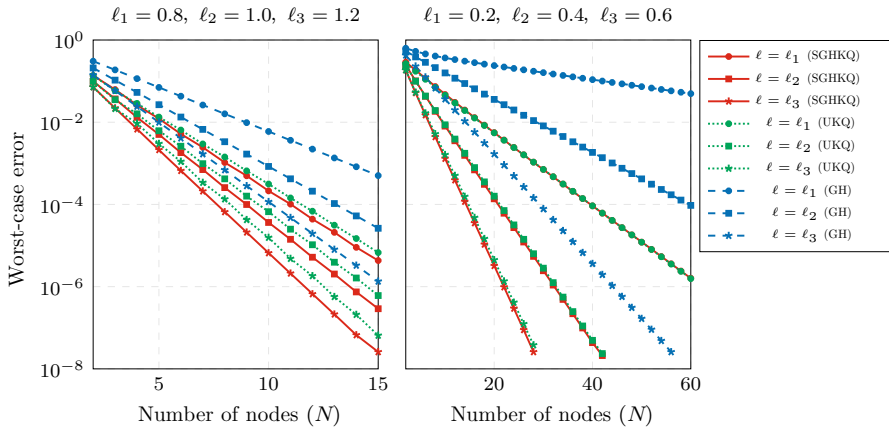 ℓ₁ = 0.8, ℓ₂ = 1.0, ℓ₃ = 1.2
ℓ₁ = 0.2, ℓ₂ = 0.4, ℓ₃ = 0.6
Worst-case error
10⁰
10⁻²
10⁻⁴
10⁻⁶
10⁻⁸
5 10 15
Number of nodes (N)
20 40 60
Number of nodes (N)
ℓ = ℓ₁ (SGHKQ)
ℓ = ℓ₂ (SGHKQ)
ℓ = ℓ₃ (SGHKQ)
ℓ = ℓ₁ (UKQ)
ℓ = ℓ₂ (UKQ)
ℓ = ℓ₃ (UKQ)
ℓ = ℓ₁ (GH)
ℓ = ℓ₂ (GH)
ℓ = ℓ₃ (GH)